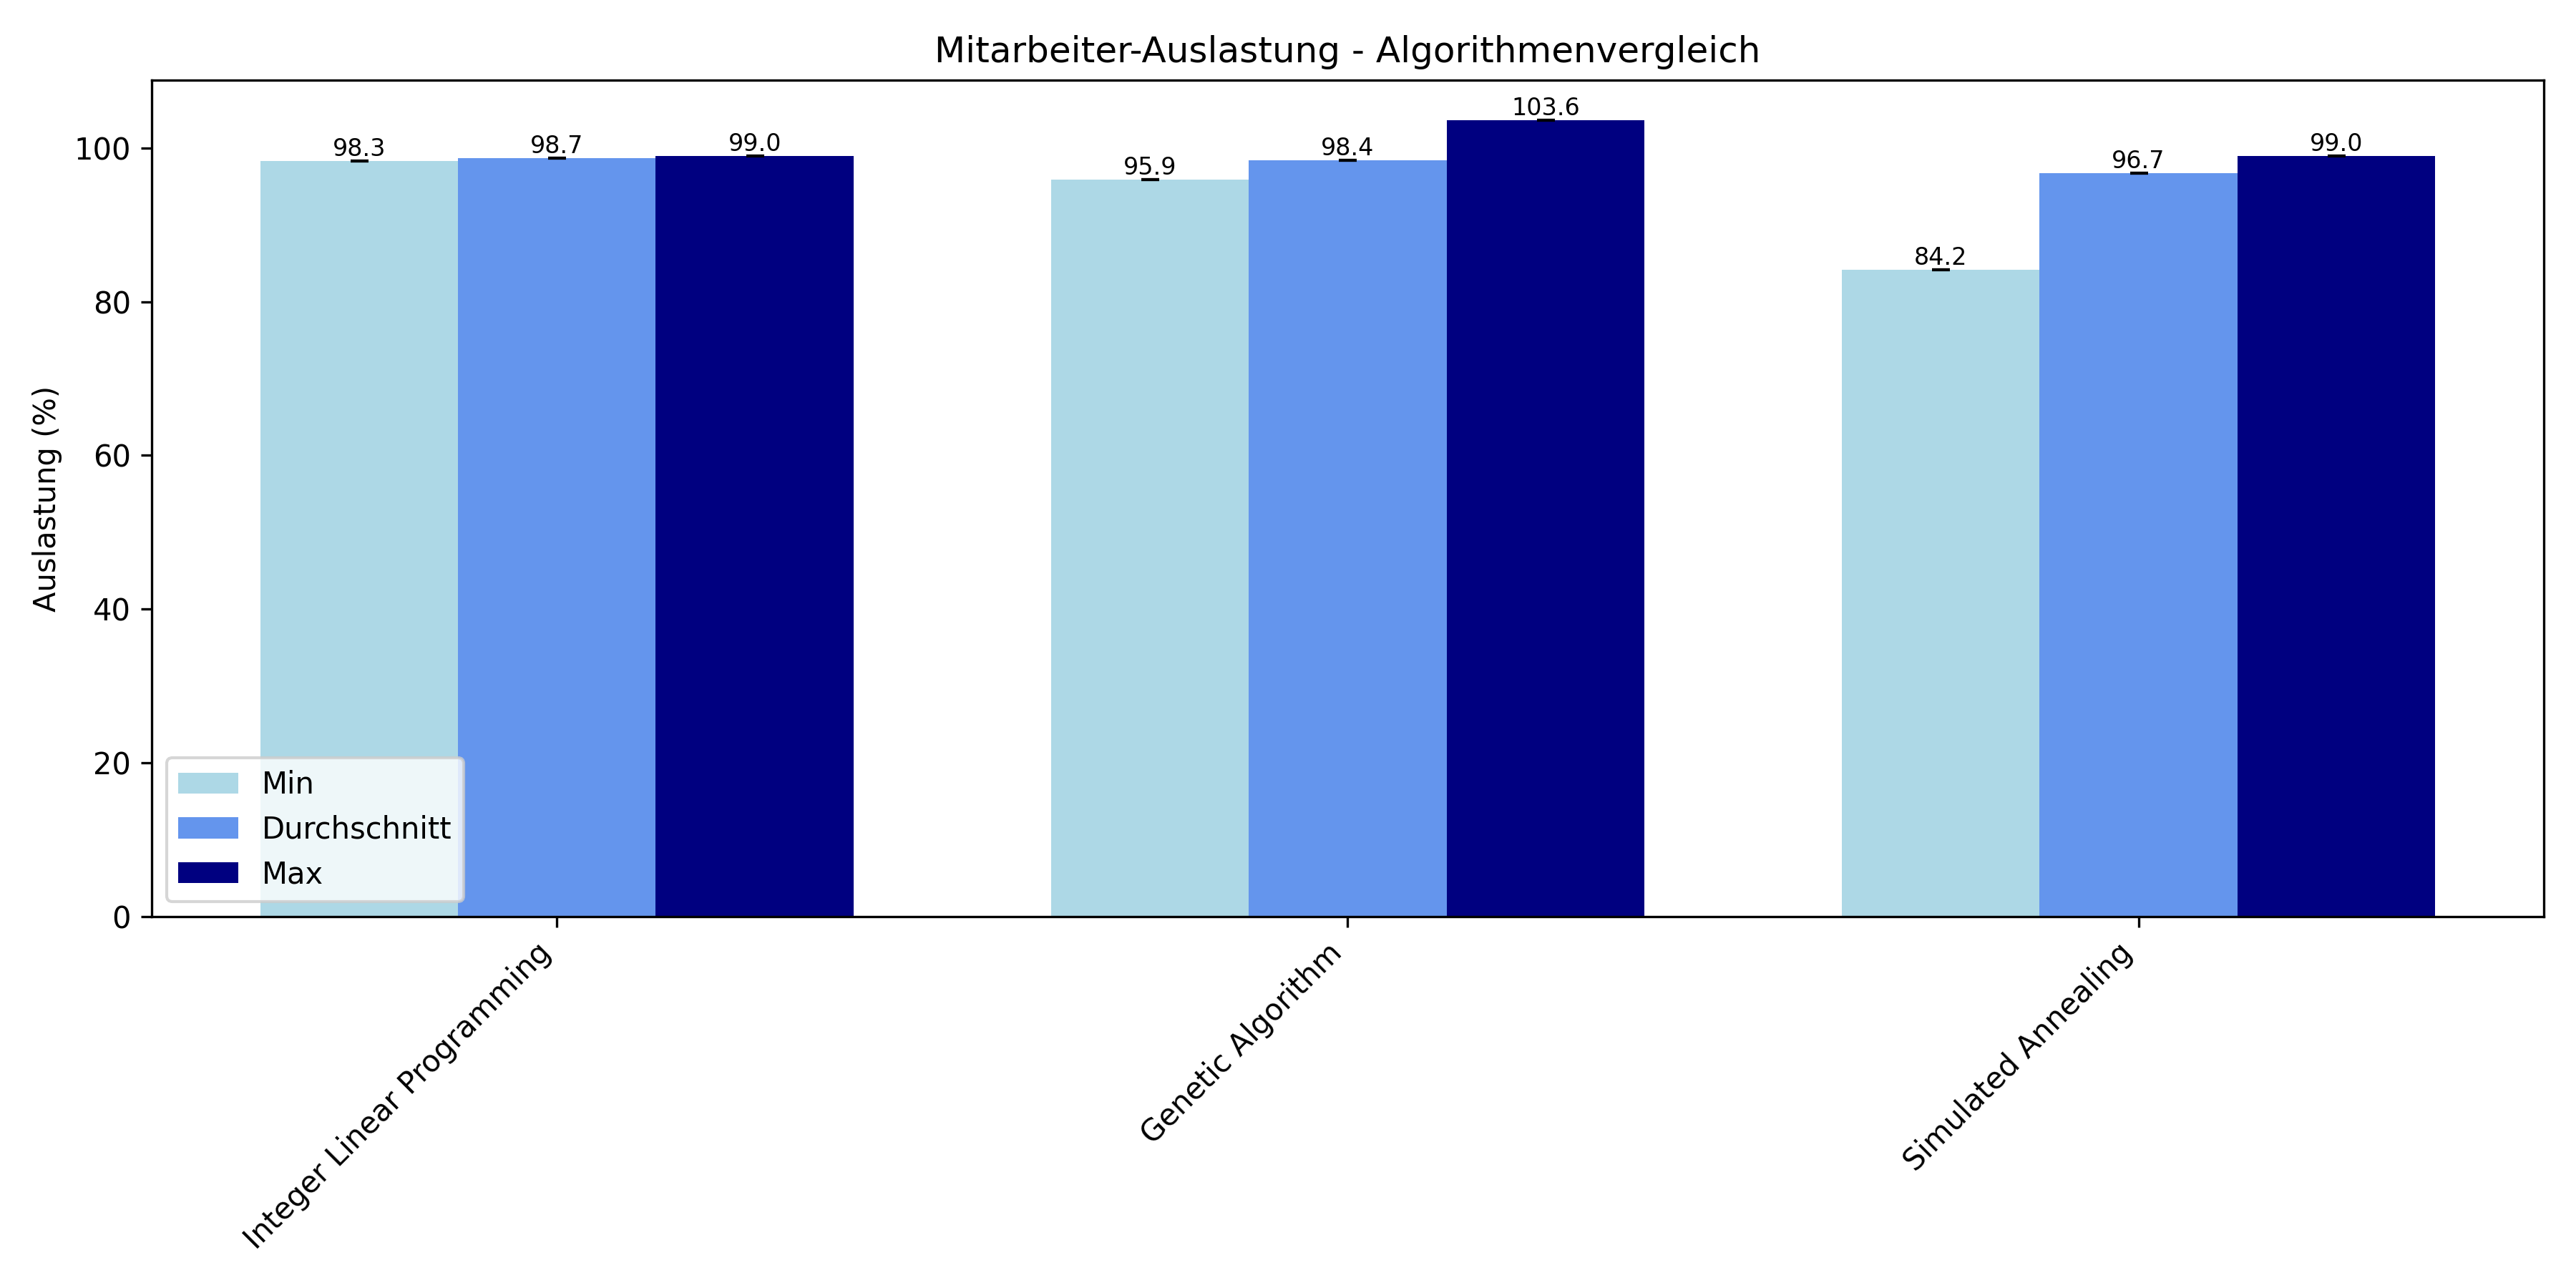 Mitarbeiter-Auslastung - Algorithmenvergleich
Auslastung (%)
100
80
60
40
20
0
98.3
98.7
99.0
95.9
98.4
103.6
84.2
96.7
99.0
Min
Durchschnitt
Max
Integer Linear Programming
Genetic Algorithm
Simulated Annealing